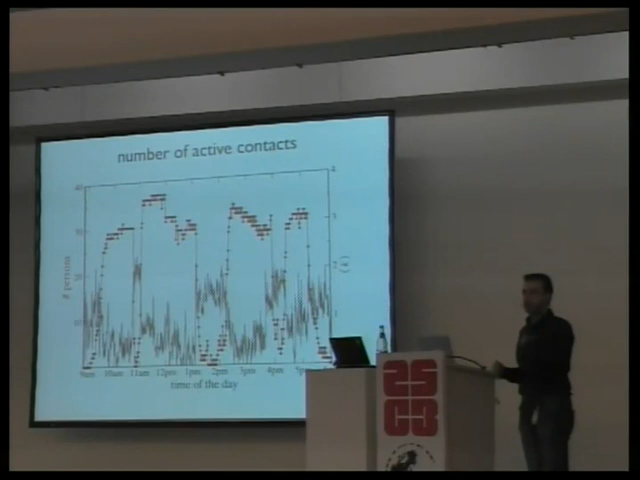 number of active contacts
40
# persons
⟨k⟩
9am 10am 11am 12pm 1pm 2pm 3pm 4pm
time of the day
25
C3